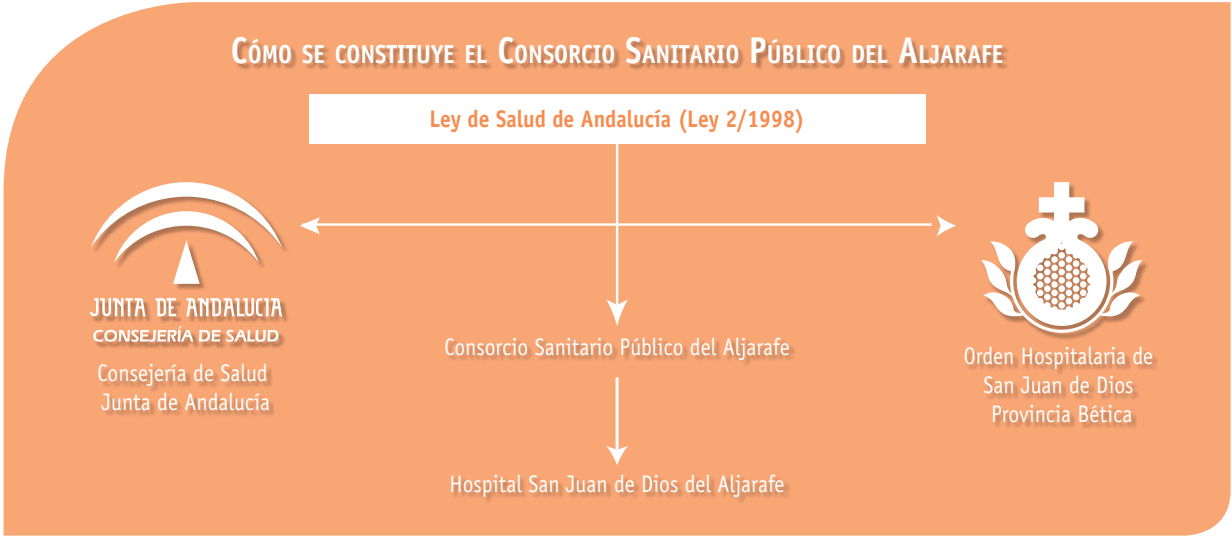 Cómo se constituye el Consorcio Sanitario Público del Aljarafe
Ley de Salud de Andalucía (Ley 2/1998)
JUNTA DE ANDALUCIA
CONSEJERÍA DE SALUD
Consejería de Salud
Junta de Andalucía
Consorcio Sanitario Público del Aljarafe
Hospital San Juan de Dios del Aljarafe
Orden Hospitalaria de
San Juan de Dios
Provincia Bética